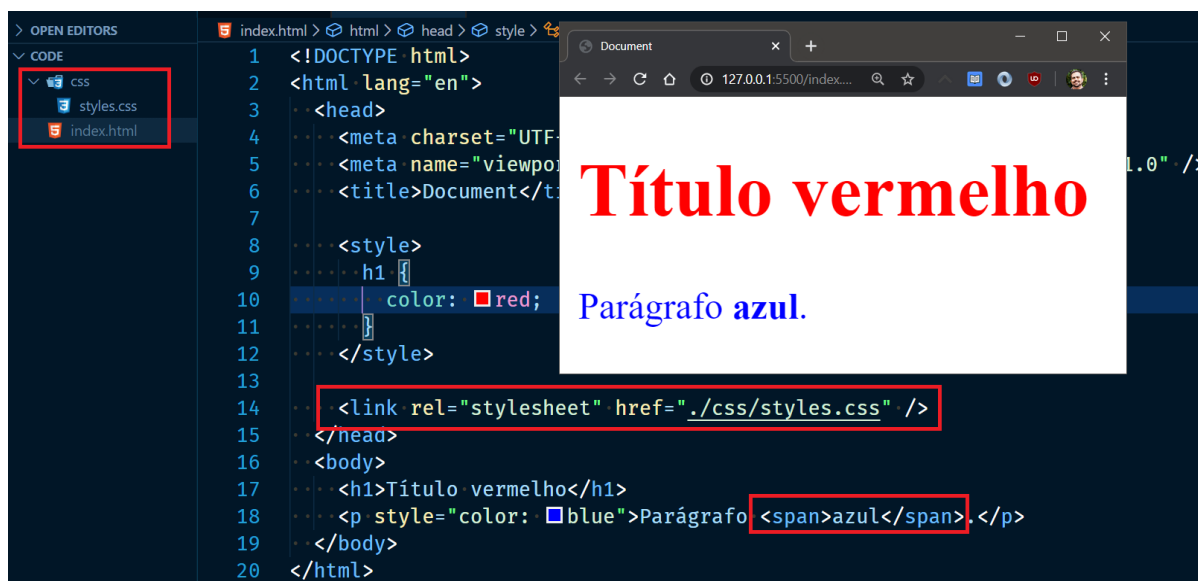 OPEN EDITORS
CODE
css
styles.css
index.html
index.html > html > head > style >
1 <!DOCTYPE html>
2 <html lang="en">
3 <head>
4 <meta charset="UTF-
5 <meta name="viewpo 1.0" />
6 <title>Document</ti
7
8 <style>
9 h1 {
10 color: red;
11 }
12 </style>
13
14 <link rel="stylesheet" href="./css/styles.css" />
15 </head>
16 <body>
17 <h1>Título vermelho</h1>
18 <p style="color: blue">Parágrafo <span>azul</span>.</p>
19 </body>
20 </html>
Document
127.0.0.1:5500/index....
Título vermelho
Parágrafo azul.